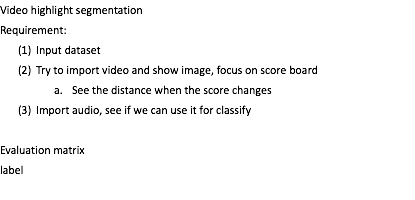 Video highlight segmentation
Requirement:
(1) Input dataset
(2) Try to import video and show image, focus on score board
a. See the distance when the score changes
(3) Import audio, see if we can use it for classify
Evaluation matrix
label